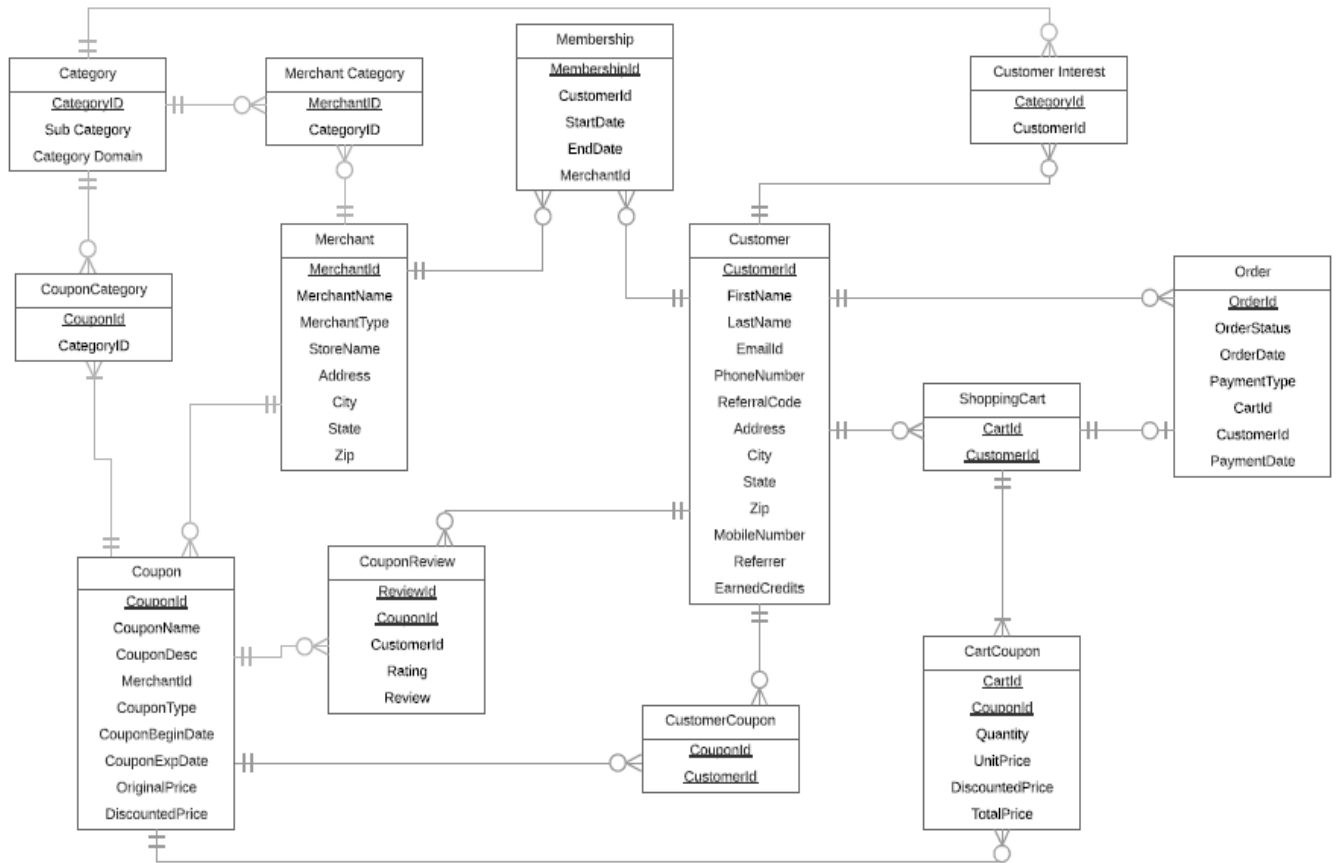 Category
CategoryID
Sub Category
Category Domain
Merchant Category
MerchantID
CategoryID
Membership
MembershipId
CustomerId
StartDate
EndDate
MerchantId
Customer Interest
CategoryId
CustomerId
Merchant
MerchantId
MerchantName
MerchantType
StoreName
Address
City
State
Zip
Customer
CustomerId
FirstName
LastName
EmailId
PhoneNumber
ReferralCode
Address
City
State
Zip
MobileNumber
Referrer
EarnedCredits
Order
OrderId
OrderStatus
OrderDate
PaymentType
CartId
CustomerId
PaymentDate
CouponCategory
CouponId
CategoryID
ShoppingCart
CartId
CustomerId
Coupon
CouponId
CouponName
CouponDesc
MerchantId
CouponType
CouponBeginDate
CouponExpDate
OriginalPrice
DiscountedPrice
CouponReview
ReviewId
CouponId
CustomerId
Rating
Review
CustomerCoupon
CouponId
CustomerId
CartCoupon
CartId
CouponId
Quantity
UnitPrice
DiscountedPrice
TotalPrice